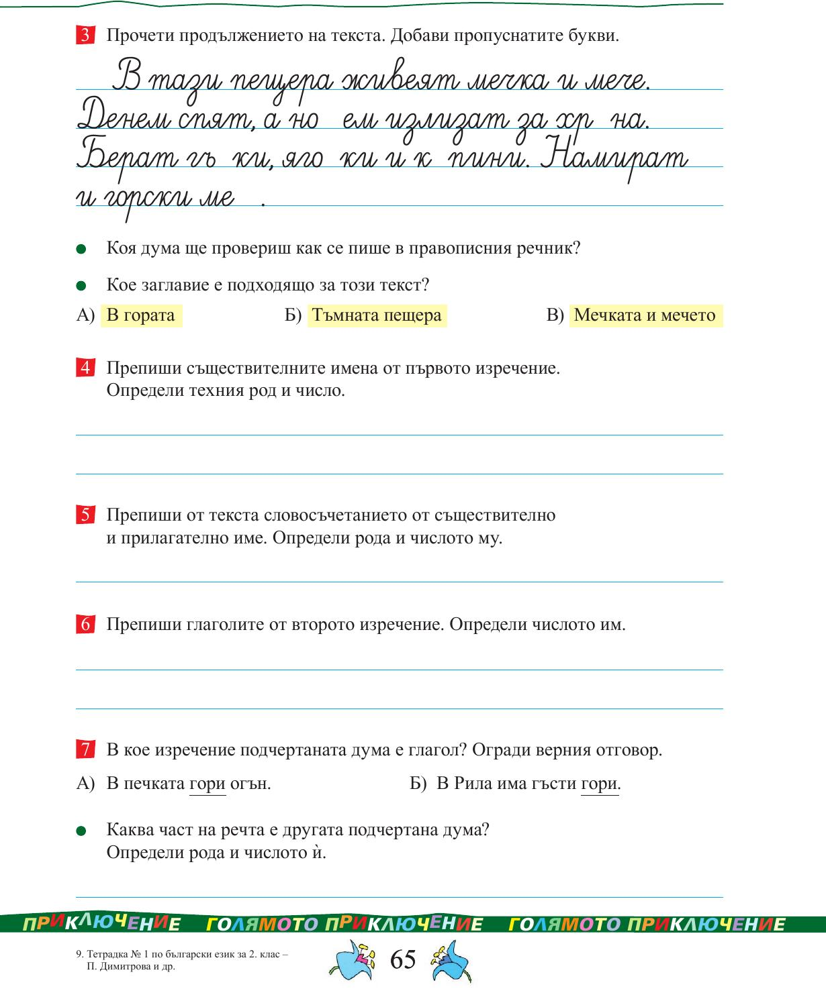 3 Прочети продължението на текста. Добави пропуснатите букви.
В тази пещера живеят мечка и мече.
Денем спят, а но ем излизат за хр на.
Берат гъ ки, яго ки и к пини. Намират
и горски ме .
Коя дума ще провериш как се пише в правописния речник?
Кое заглавие е подходящо за този текст?
А) В гората Б) Тъмната пещера В) Мечката и мечето
4 Препиши съществителните имена от първото изречение.
Определи техния род и число.
5 Препиши от текста словосъчетанието от съществително
и прилагателно име. Определи рода и числото му.
6 Препиши глаголите от второто изречение. Определи числото им.
7 В кое изречение подчертаната дума е глагол? Огради верния отговор.
А) В печката гори огън. Б) В Рила има гъсти гори.
Каква част на речта е другата подчертана дума?
Определи рода и числото ѝ.
ПРИКЛЮЧЕНИЕ ГОЛЯМОТО ПРИКЛЮЧЕНИЕ ГОЛЯМОТО ПРИКЛЮЧЕНИЕ
9. Тетрадка № 1 по български език за 2. клас –
П. Димитрова и др.
65